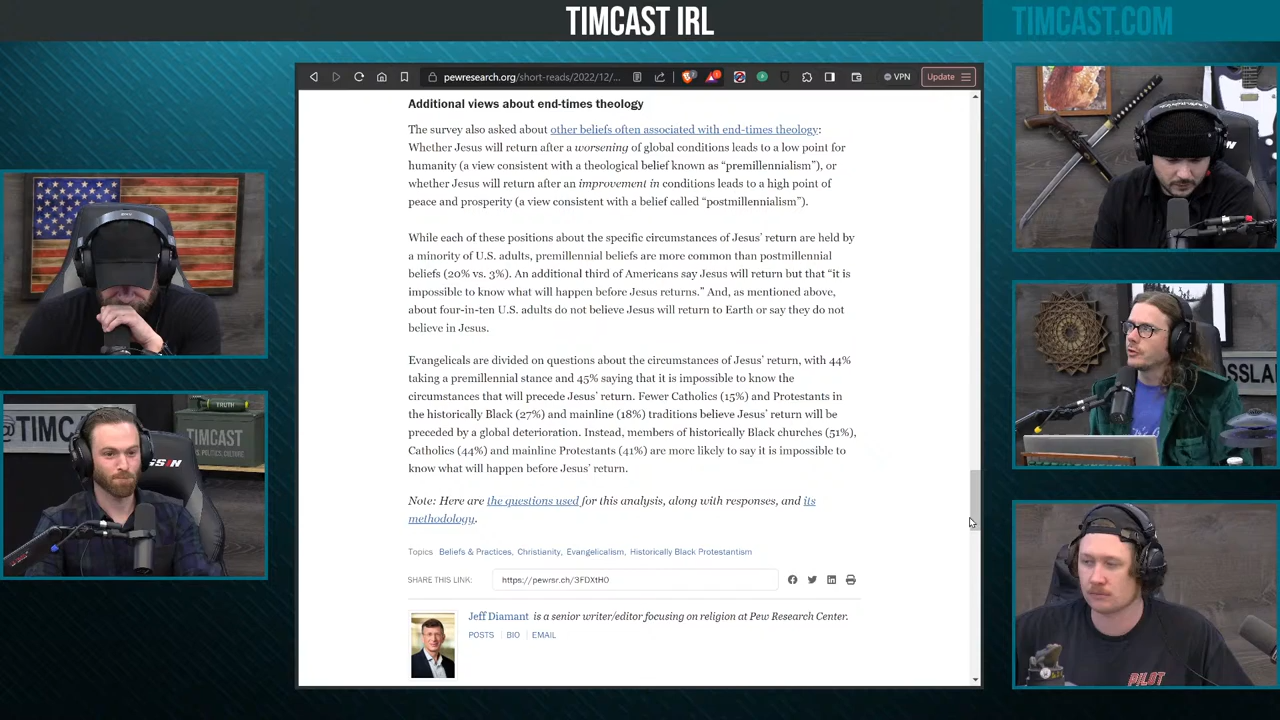 TIMCAST IRL
TIMCAST.COM
pewresearch.org/short-reads/2022/12/...
VPN
Update
Additional views about end-times theology
The survey also asked about other beliefs often associated with end-times theology:
Whether Jesus will return after a worsening of global conditions leads to a low point for
humanity (a view consistent with a theological belief known as “premillennialism”), or
whether Jesus will return after an improvement in conditions leads to a high point of
peace and prosperity (a view consistent with a belief called “postmillennialism”).
While each of these positions about the specific circumstances of Jesus’ return are held by
a minority of U.S. adults, premillennial beliefs are more common than postmillennial
beliefs (20% vs. 3%). An additional third of Americans say Jesus will return but that “it is
impossible to know what will happen before Jesus returns.” And, as mentioned above,
about four-in-ten U.S. adults do not believe Jesus will return to Earth or say they do not
believe in Jesus.
Evangelicals are divided on questions about the circumstances of Jesus’ return, with 44%
taking a premillennial stance and 45% saying that it is impossible to know the
circumstances that will precede Jesus’ return. Fewer Catholics (15%) and Protestants in
the historically Black (27%) and mainline (18%) traditions believe Jesus’ return will be
preceded by a global deterioration. Instead, members of historically Black churches (51%),
Catholics (44%) and mainline Protestants (41%) are more likely to say it is impossible to
know what will happen before Jesus’ return.
Note: Here are the questions used for this analysis, along with responses, and its
methodology.
Topics Beliefs & Practices, Christianity, Evangelicalism, Historically Black Protestantism
SHARE THIS LINK: https://pewrsr.ch/3FDXtH0
Jeff Diamant is a senior writer/editor focusing on religion at Pew Research Center.
POSTS BIO EMAIL
@TIMC
TRUTH
TIMCAST
PILOT